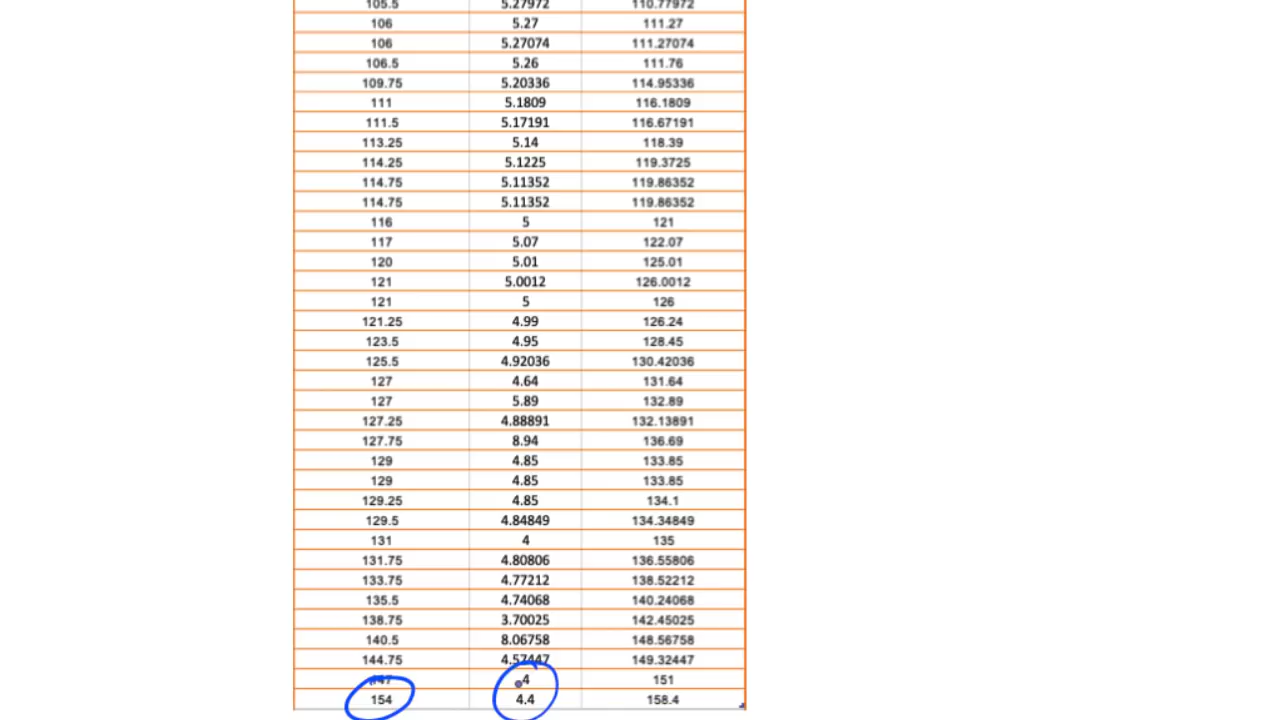 105.5 5.27972 110.77972
106 5.27 111.27
106 5.27074 111.27074
106.5 5.26 111.76
109.75 5.20336 114.95336
111 5.1809 116.1809
111.5 5.17191 116.67191
113.25 5.14 118.39
114.25 5.1225 119.3725
114.75 5.11352 119.86352
114.75 5.11352 119.86352
116 5 121
117 5.07 122.07
120 5.01 125.01
121 5.0012 126.0012
121 5 126
121.25 4.99 126.24
123.5 4.95 128.45
125.5 4.92036 130.42036
127 4.64 131.64
127 5.89 132.89
127.25 4.88891 132.13891
127.75 8.94 136.69
129 4.85 133.85
129 4.85 133.85
129.25 4.85 134.1
129.5 4.84849 134.34849
131 4 135
131.75 4.80806 136.55806
133.75 4.77212 138.52212
135.5 4.74068 140.24068
138.75 3.70025 142.45025
140.5 8.06758 148.56758
144.75 4.57447 149.32447
147 4 151
154 4.4 158.4